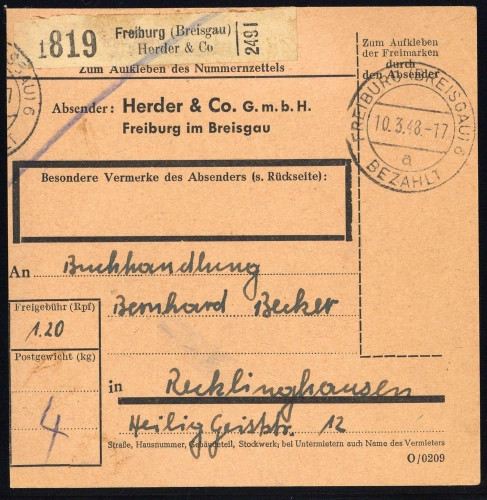 1819 Freiburg (Breisgau) 2491
Herder & Co
Zum Aufkleben des Nummernzettels
Zum Aufkleben
der Freimarken
durch
den Absender
Absender: Herder & Co. G.m.b.H.
Freiburg im Breisgau
FREIBURG (BREISGAU) 6
10.3.48-17
a
BEZAHLT
Besondere Vermerke des Absenders (s. Rückseite):
An Buchhandlung
Bernhard Becker
Freigebühr (Rpf)
1.20
Postgewicht (kg)
4
in Recklinghausen
Heilig Geiststr. 12
Straße, Hausnummer, Gebäudeteil, Stockwerk; bei Untermietern auch Name des Vermieters
O/0209